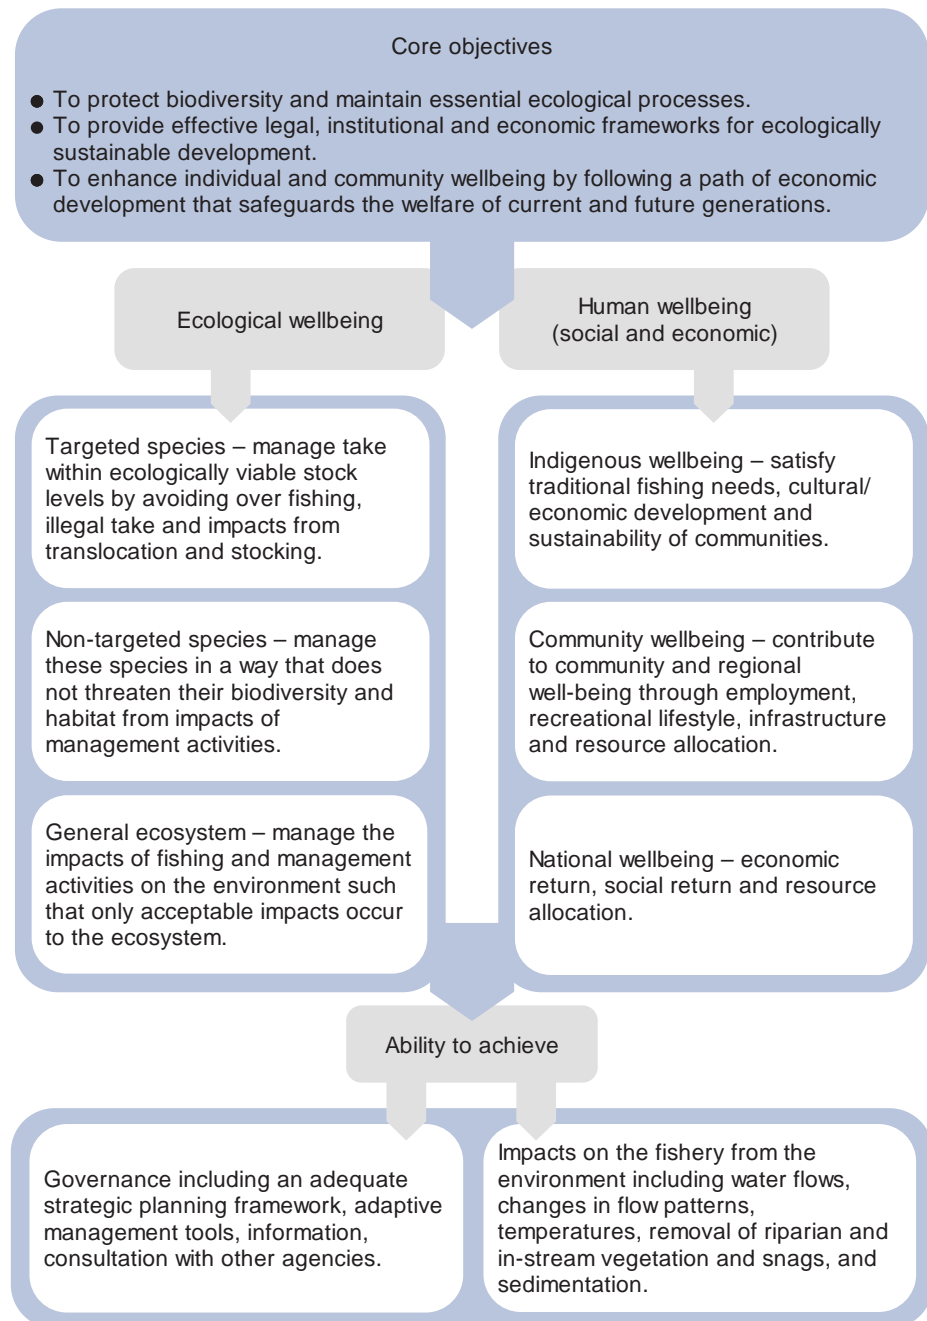 Core objectives
● To protect biodiversity and maintain essential ecological processes.
● To provide effective legal, institutional and economic frameworks for ecologically
sustainable development.
● To enhance individual and community wellbeing by following a path of economic
development that safeguards the welfare of current and future generations.
Ecological wellbeing
Human wellbeing
(social and economic)
Targeted species – manage take
within ecologically viable stock
levels by avoiding over fishing,
illegal take and impacts from
translocation and stocking.
Non-targeted species – manage
these species in a way that does
not threaten their biodiversity and
habitat from impacts of
management activities.
General ecosystem – manage the
impacts of fishing and management
activities on the environment such
that only acceptable impacts occur
to the ecosystem.
Indigenous wellbeing – satisfy
traditional fishing needs, cultural/
economic development and
sustainability of communities.
Community wellbeing – contribute
to community and regional
well-being through employment,
recreational lifestyle, infrastructure
and resource allocation.
National wellbeing – economic
return, social return and resource
allocation.
Ability to achieve
Governance including an adequate
strategic planning framework, adaptive
management tools, information,
consultation with other agencies.
Impacts on the fishery from the
environment including water flows,
changes in flow patterns,
temperatures, removal of riparian and
in-stream vegetation and snags, and
sedimentation.